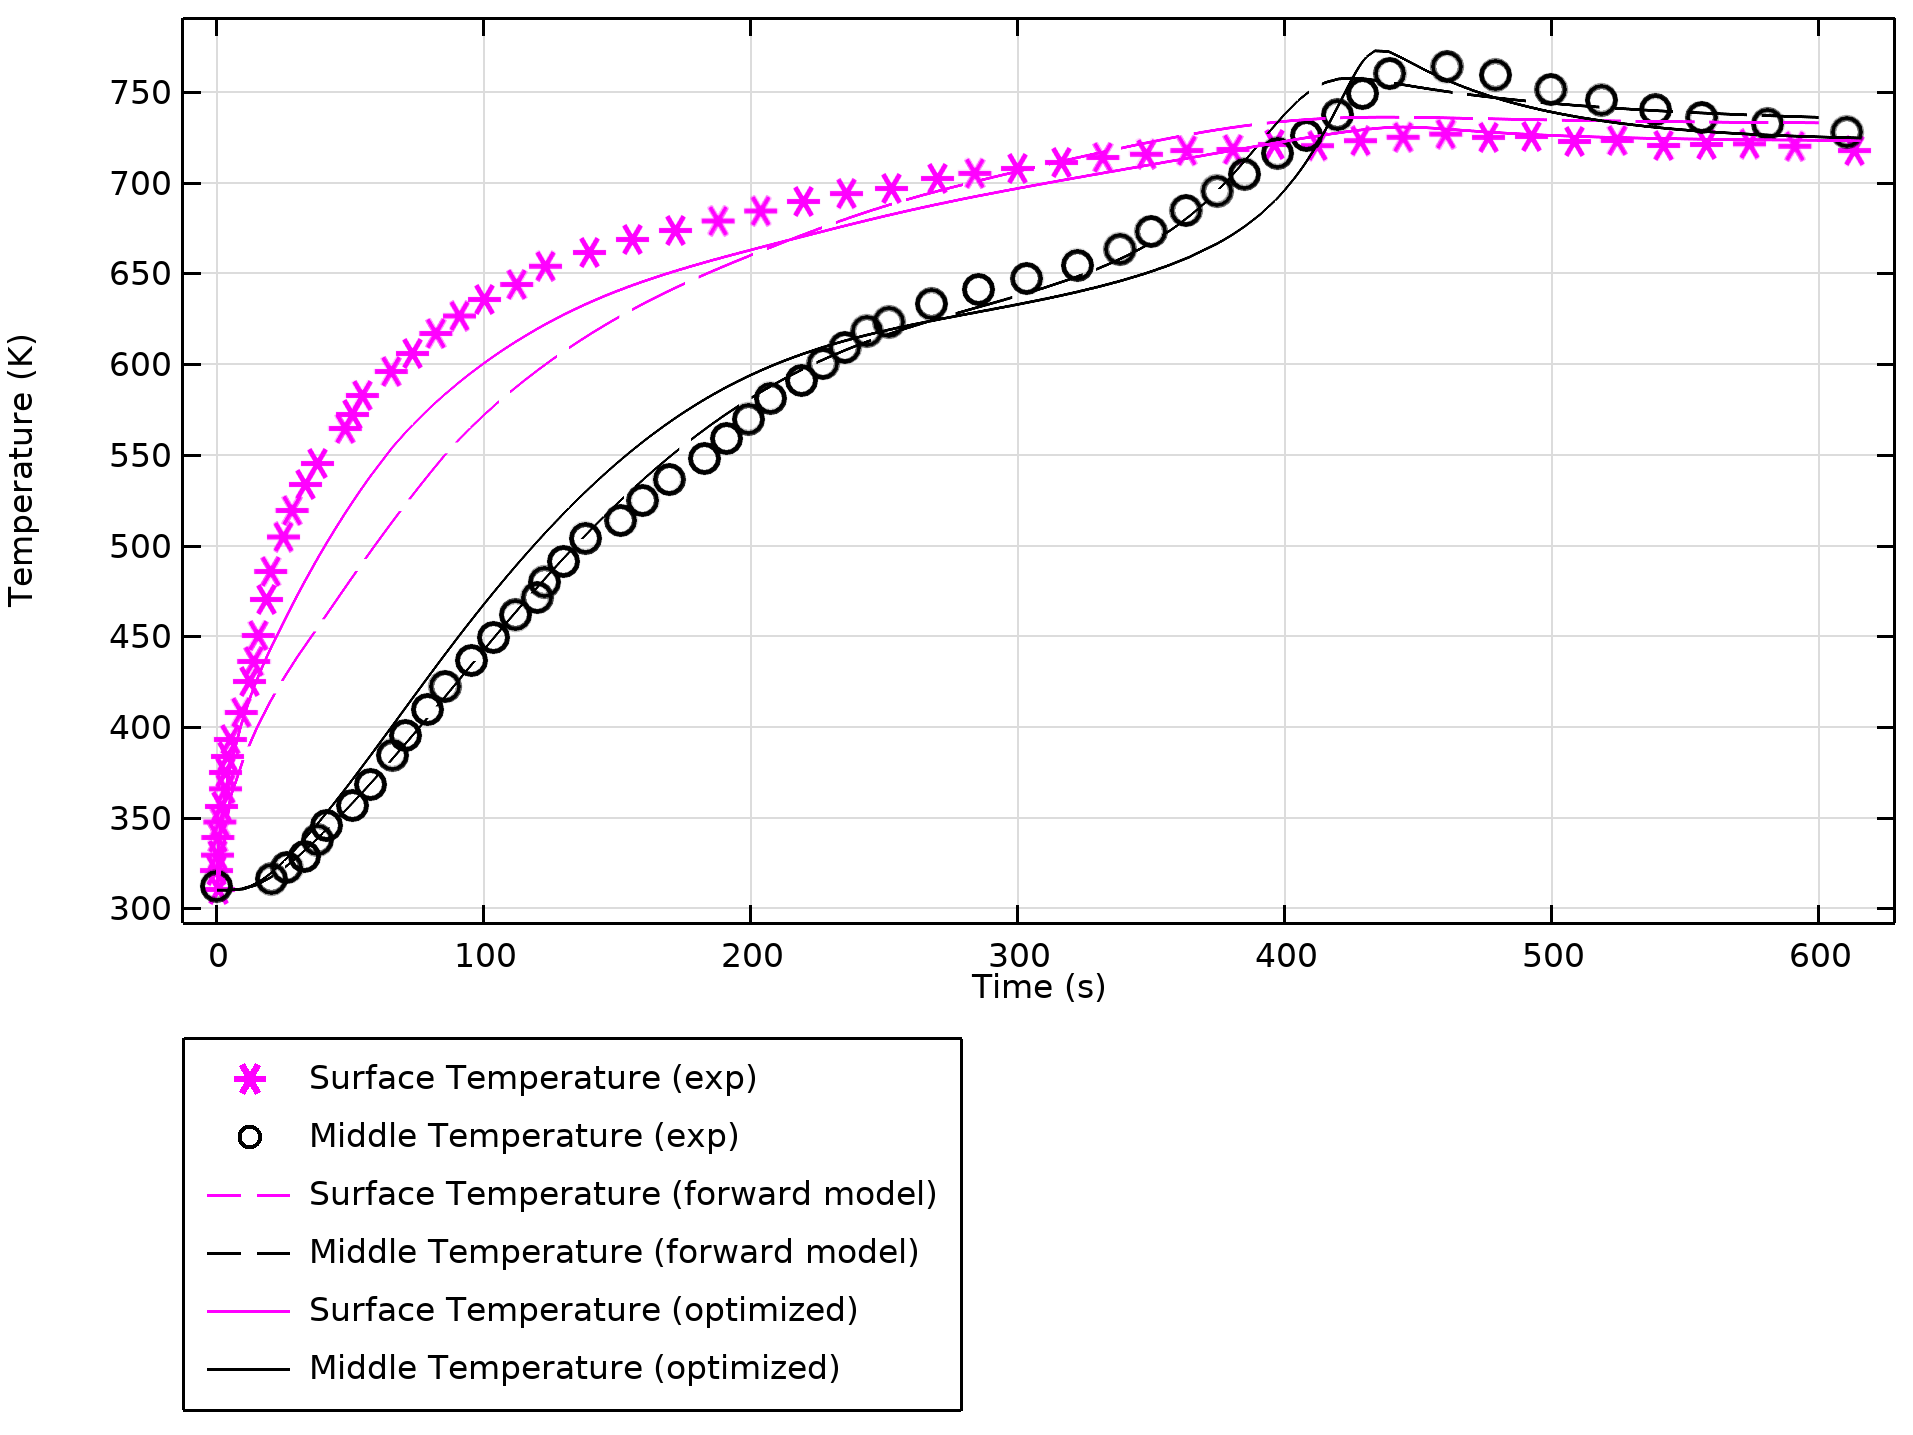 Temperature (K)
750
700
650
600
550
500
450
400
350
300
0 100 200 300 400 500 600
Time (s)
Surface Temperature (exp)
Middle Temperature (exp)
Surface Temperature (forward model)
Middle Temperature (forward model)
Surface Temperature (optimized)
Middle Temperature (optimized)